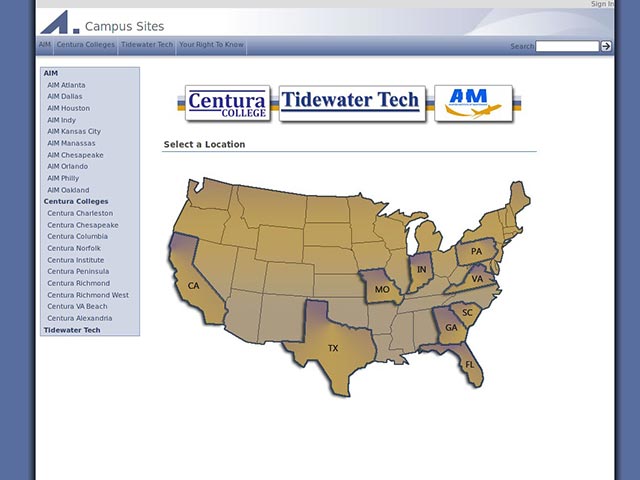 Sign In
Campus Sites
AIM Centura Colleges Tidewater Tech Your Right To Know Search
AIM
AIM Atlanta
AIM Dallas
AIM Houston
AIM Indy
AIM Kansas City
AIM Manassas
AIM Chesapeake
AIM Orlando
AIM Philly
AIM Oakland
Centura Colleges
Centura Charleston
Centura Chesapeake
Centura Columbia
Centura Norfolk
Centura Institute
Centura Peninsula
Centura Richmond
Centura Richmond West
Centura VA Beach
Centura Alexandria
Tidewater Tech
Centura
COLLEGE
Tidewater Tech
AIM
Select a Location
PA
IN
VA
CA
MO
SC
GA
TX
FL